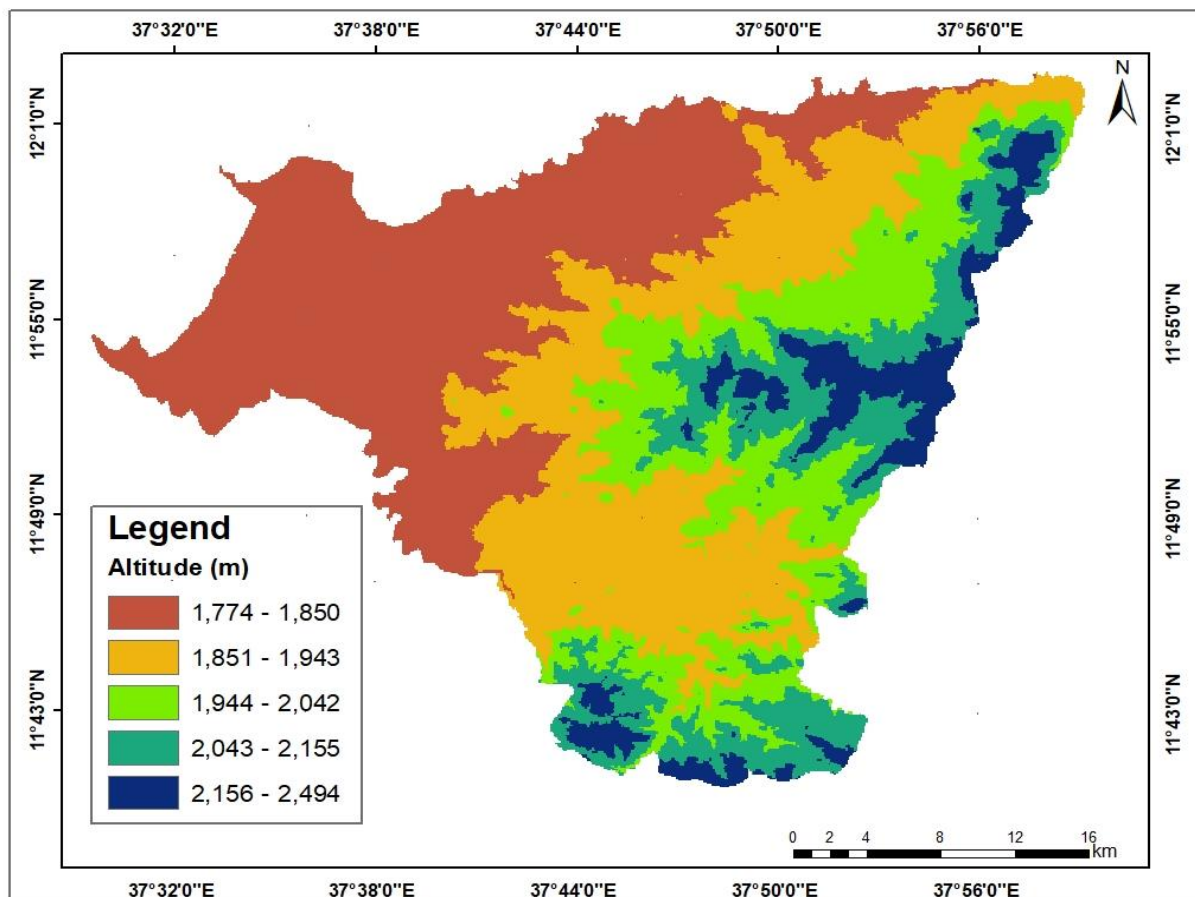 37°32'0"E 37°38'0"E 37°44'0"E 37°50'0"E 37°56'0"E
N
12°1'0"N 12°1'0"N
11°55'0"N 11°55'0"N
11°49'0"N 11°49'0"N
11°43'0"N 11°43'0"N
Legend
Altitude (m)
1,774 - 1,850
1,851 - 1,943
1,944 - 2,042
2,043 - 2,155
2,156 - 2,494
0 2 4 8 12 16
km
37°32'0"E 37°38'0"E 37°44'0"E 37°50'0"E 37°56'0"E